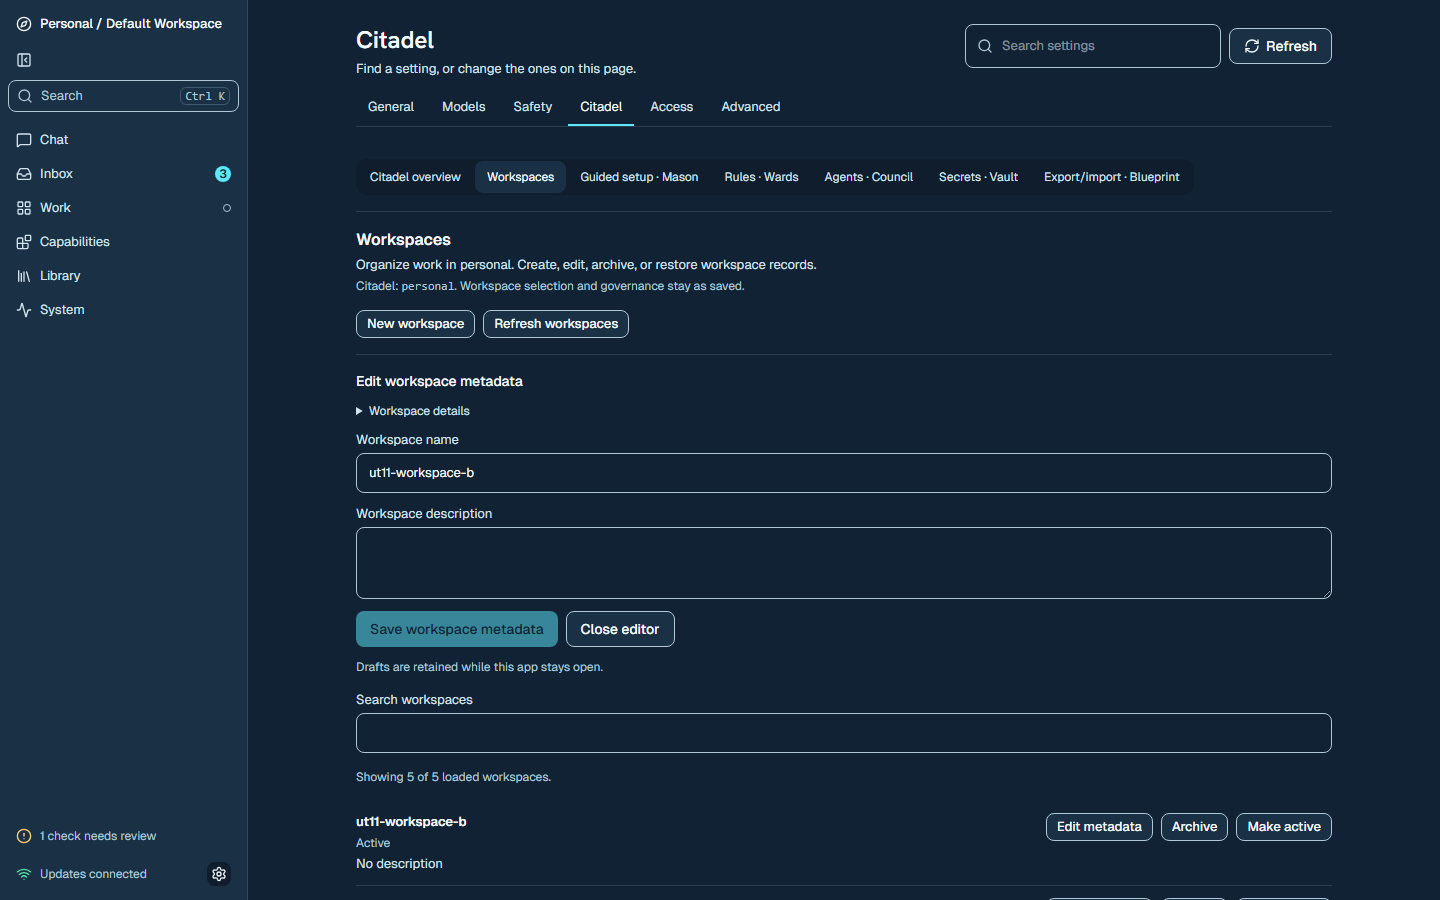 Personal / Default Workspace
Search
Ctrl K
Chat
Inbox
3
Work
Capabilities
Library
System
1 check needs review
Updates connected
Citadel
Find a setting, or change the ones on this page.
Search settings
Refresh
General
Models
Safety
Citadel
Access
Advanced
Citadel overview
Workspaces
Guided setup · Mason
Rules · Wards
Agents · Council
Secrets · Vault
Export/import · Blueprint
Workspaces
Organize work in personal. Create, edit, archive, or restore workspace records.
Citadel: personal. Workspace selection and governance stay as saved.
New workspace
Refresh workspaces
Edit workspace metadata
Workspace details
Workspace name
ut11-workspace-b
Workspace description
Save workspace metadata
Close editor
Drafts are retained while this app stays open.
Search workspaces
Showing 5 of 5 loaded workspaces.
ut11-workspace-b
Active
No description
Edit metadata
Archive
Make active